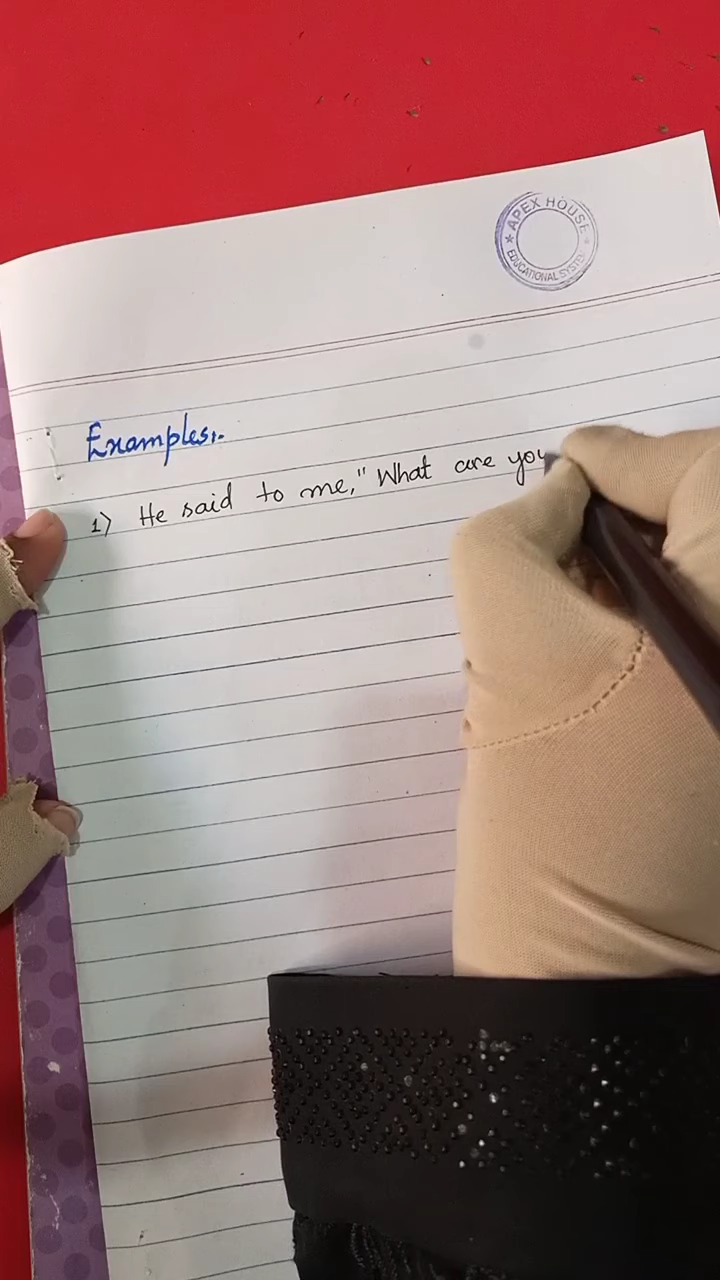 APEX HOUSE
EDUCATIONAL SYSTEM
Examples:.
1) He said to me," What are you